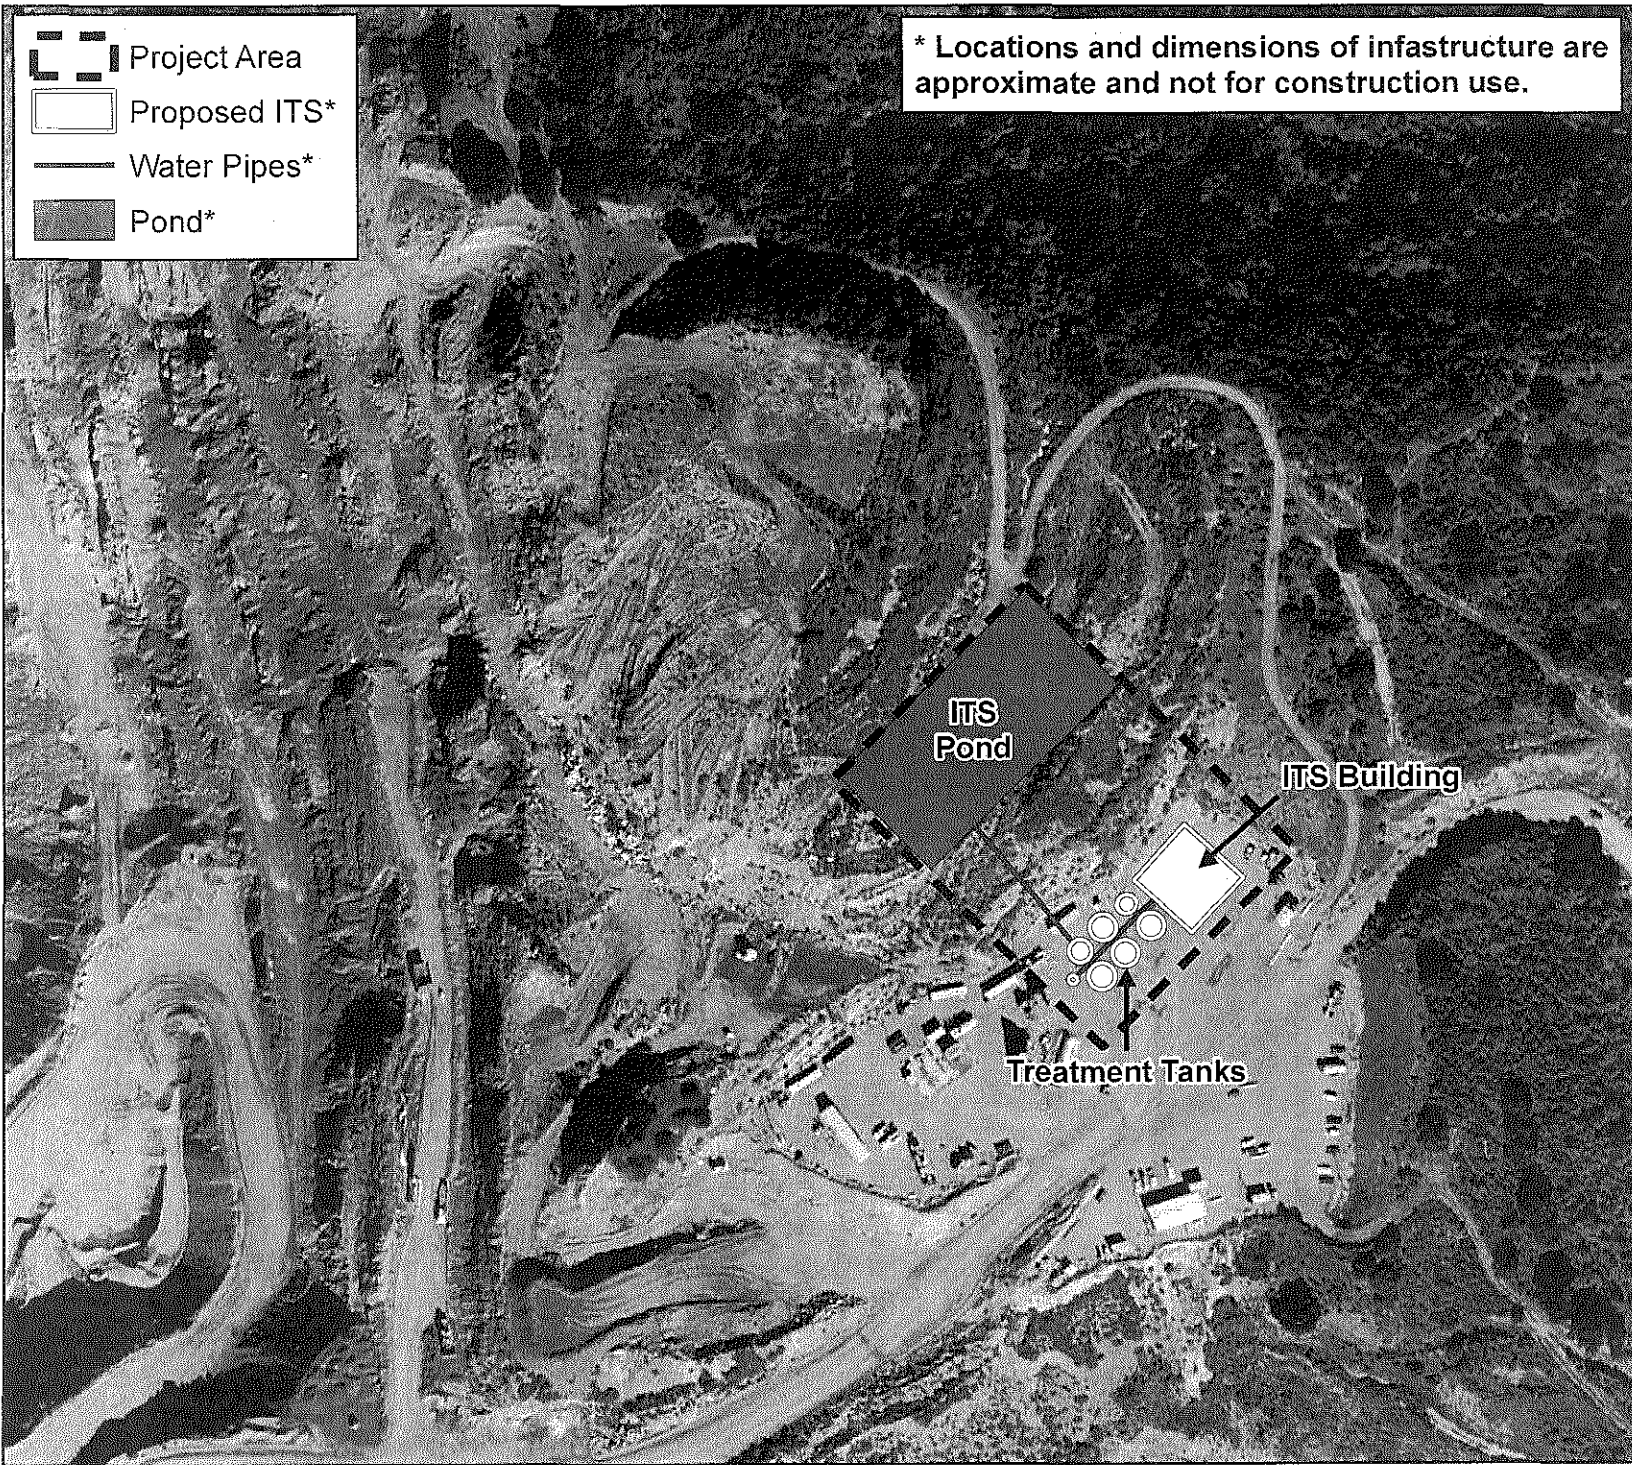 Project Area
Proposed ITS*
Water Pipes*
Pond*
* Locations and dimensions of infastructure are
approximate and not for construction use.
ITS
Pond
ITS Building
Treatment Tanks